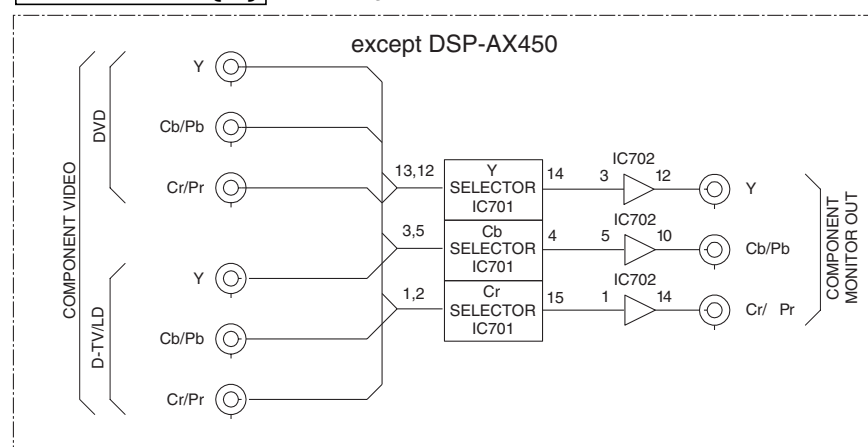 except DSP-AX450
COMPONENT VIDEO
DVD
Y
Cb/Pb
Cr/Pr
D-TV/LD
Y
Cb/Pb
Cr/Pr
13,12
Y
SELECTOR
IC701
14
3
IC702
12
Y
3,5
Cb
SELECTOR
IC701
4
5
IC702
10
Cb/Pb
1,2
Cr
SELECTOR
IC701
15
1
IC702
14
Cr/ Pr
COMPONENT
MONITOR OUT